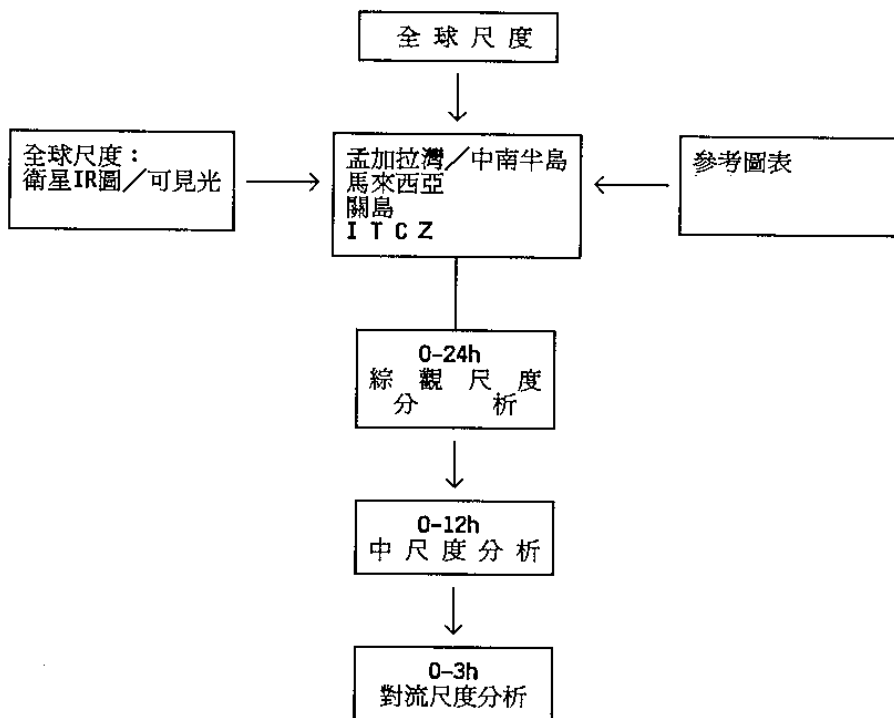 全球尺度
全球尺度：
衛星IR圖／可見光
孟加拉灣／中南半島
馬來西亞
關島
ITCZ
參考圖表
0-24h
綜觀尺度
分析
0-12h
中尺度分析
0-3h
對流尺度分析